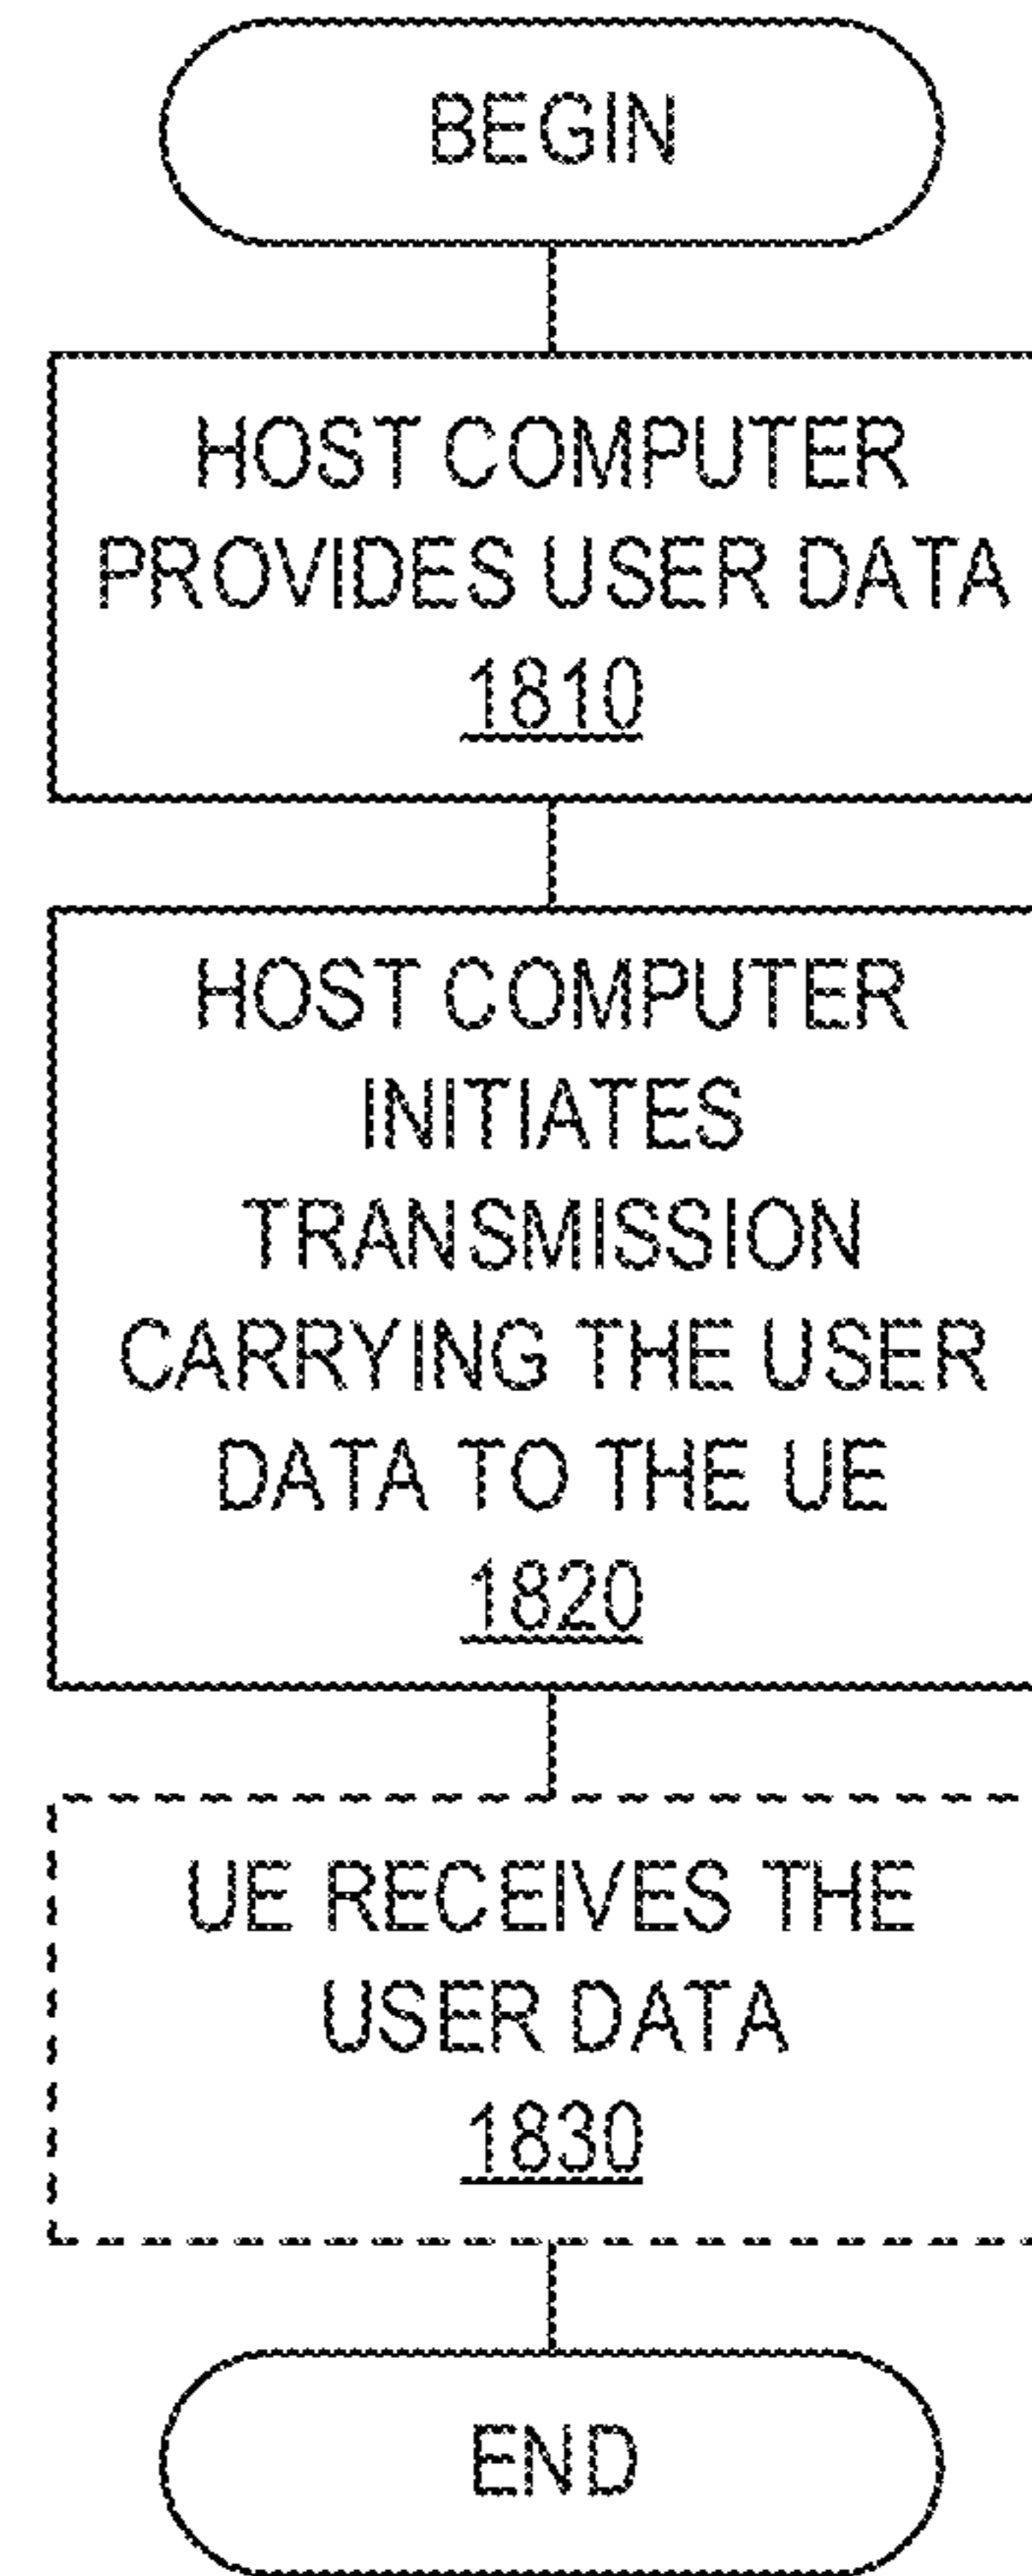 BEGIN
HOST COMPUTER
PROVIDES USER DATA
1810
HOST COMPUTER
INITIATES
TRANSMISSION
CARRYING THE USER
DATA TO THE UE
1820
UE RECEIVES THE
USER DATA
1830
END